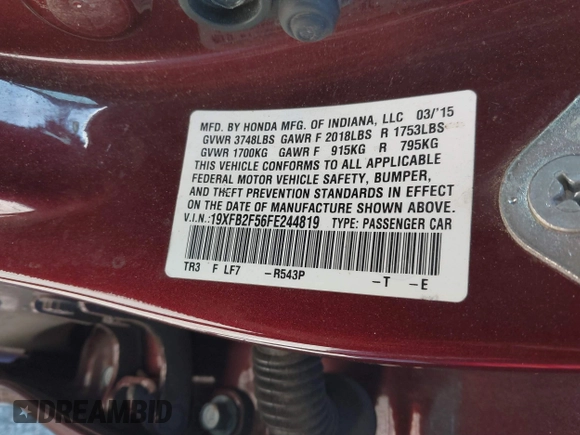 MFD. BY HONDA MFG. OF INDIANA, LLC 03/'15
GVWR 3748LBS GAWR F 2018LBS R 1753LBS
GVWR 1700KG GAWR F 915KG R 795KG
THIS VEHICLE CONFORMS TO ALL APPLICABLE
FEDERAL MOTOR VEHICLE SAFETY, BUMPER,
AND THEFT PREVENTION STANDARDS IN EFFECT
ON THE DATE OF MANUFACTURE SHOWN ABOVE.
V.I.N.:19XFB2F56FE244819 TYPE: PASSENGER CAR
TR3 F LF7 -R543P -T -E
DREAMBID